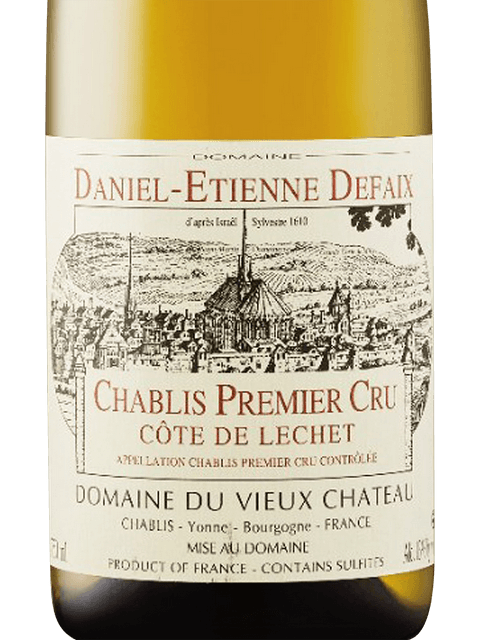 DOMAINE
DANIEL-ETIENNE DEFAIX
d'après Israël Sylvestre 1610
CHABLIS PREMIER CRU
CÔTE DE LECHET
APPELLATION CHABLIS PREMIER CRU CONTRÔLÉE
DOMAINE DU VIEUX CHATEAU
CHABLIS - Yonne - Bourgogne - FRANCE
MISE AU DOMAINE
PRODUCT OF FRANCE - CONTAINS SULFITES